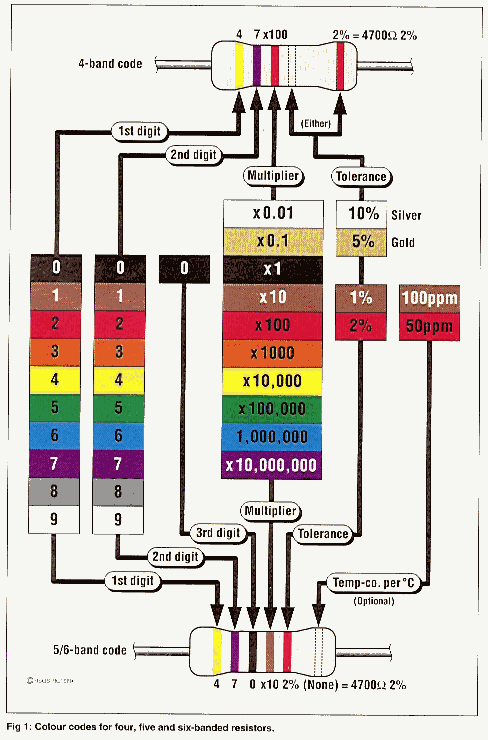 4 7 x100 2% = 4700Ω 2%
4-band code
(Either)
1st digit
2nd digit
Multiplier Tolerance
x0.01 10% Silver
x0.1 5% Gold
0 0 0 x1
1 1 x10 1% 100ppm
2 2 x100 2% 50ppm
3 3 x1000
4 4 x10,000
5 5 x100,000
6 6 1,000,000
7 7 x10,000,000
8 8
9 9
Multiplier
3rd digit Tolerance
2nd digit
1st digit Temp-co. per°C
(Optional)
5/6-band code
4 7 0 x10 2% (None) = 4700Ω 2%
Fig 1: Colour codes for four, five and six-banded resistors.